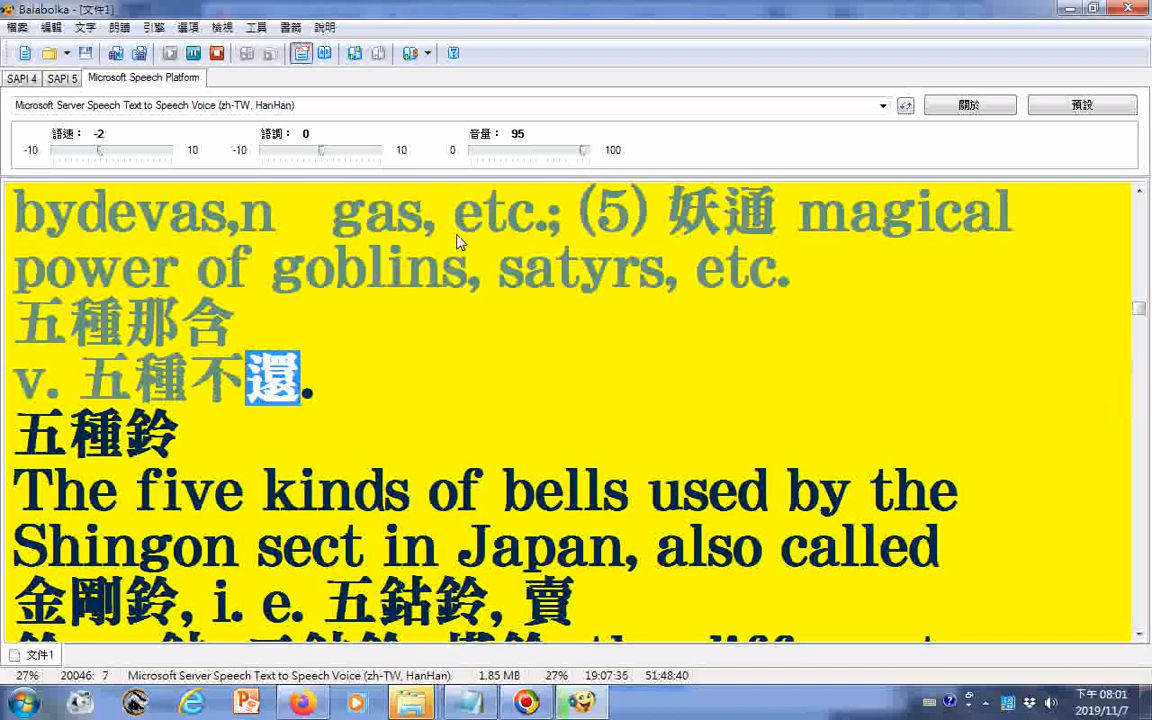 Balabolka - [文件1]
檔案 編輯 文字 朗讀 引擎 選項 檢視 工具 書籤 說明
SAPI 4 SAPI 5 Microsoft Speech Platform
Microsoft Server Speech Text to Speech Voice (zh-TW, HanHan) 關於 預設
語速： -2 語調： 0 音量： 95
-10 10 -10 10 0 100
bydevas,n gas, etc.; (5) 妖通 magical
power of goblins, satyrs, etc.
五種那含
v. 五種不還.
五種鈴
The five kinds of bells used by the
Shingon sect in Japan, also called
金剛鈴, i. e. 五鈷鈴, 賣
文件1
27% 20046: 7 Microsoft Server Speech Text to Speech Voice (zh-TW, HanHan) 1.85 MB 27% 19:07:35 51:48:40
下午 08:01
2019/11/7